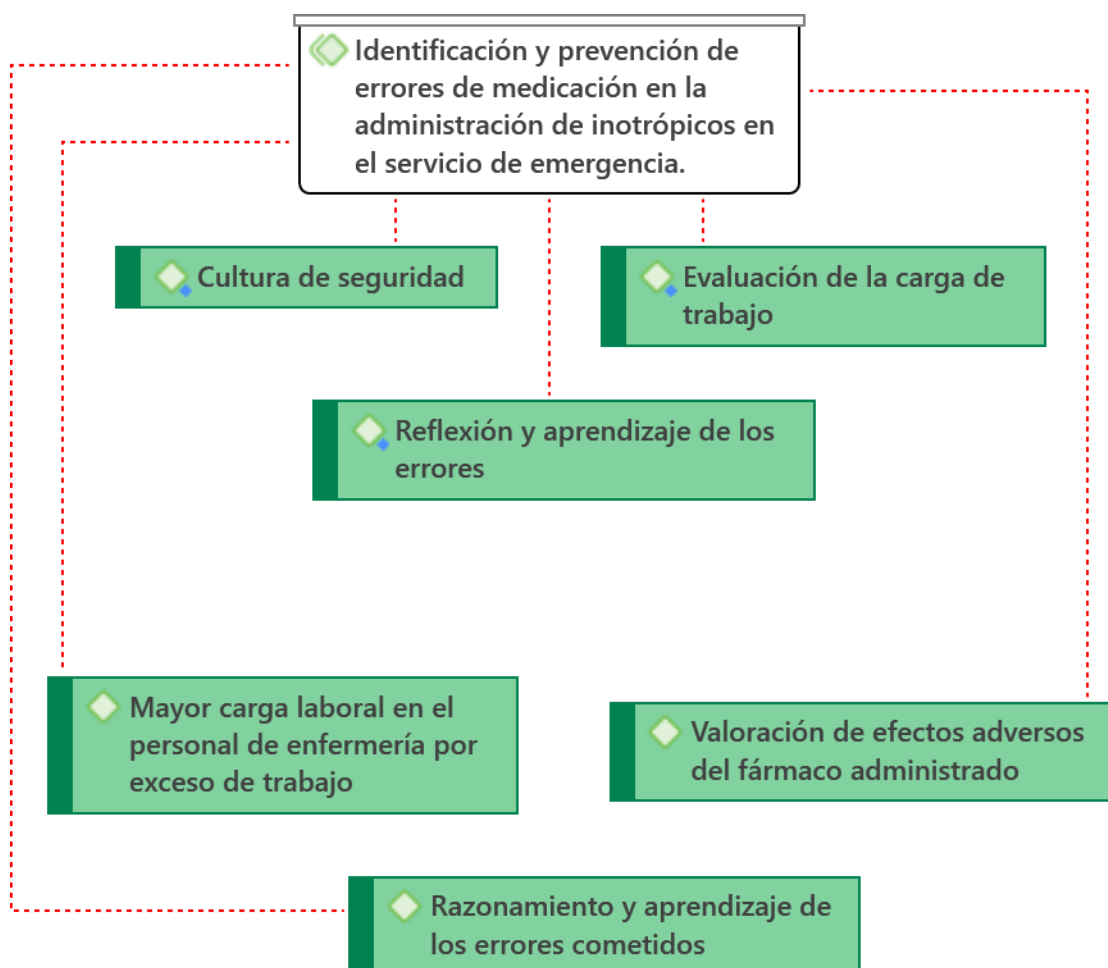 Identificación y prevención de
errores de medicación en la
administración de inotrópicos en
el servicio de emergencia.
Cultura de seguridad
Evaluación de la carga de
trabajo
Reflexión y aprendizaje de los
errores
Mayor carga laboral en el
personal de enfermería por
exceso de trabajo
Valoración de efectos adversos
del fármaco administrado
Razonamiento y aprendizaje de
los errores cometidos